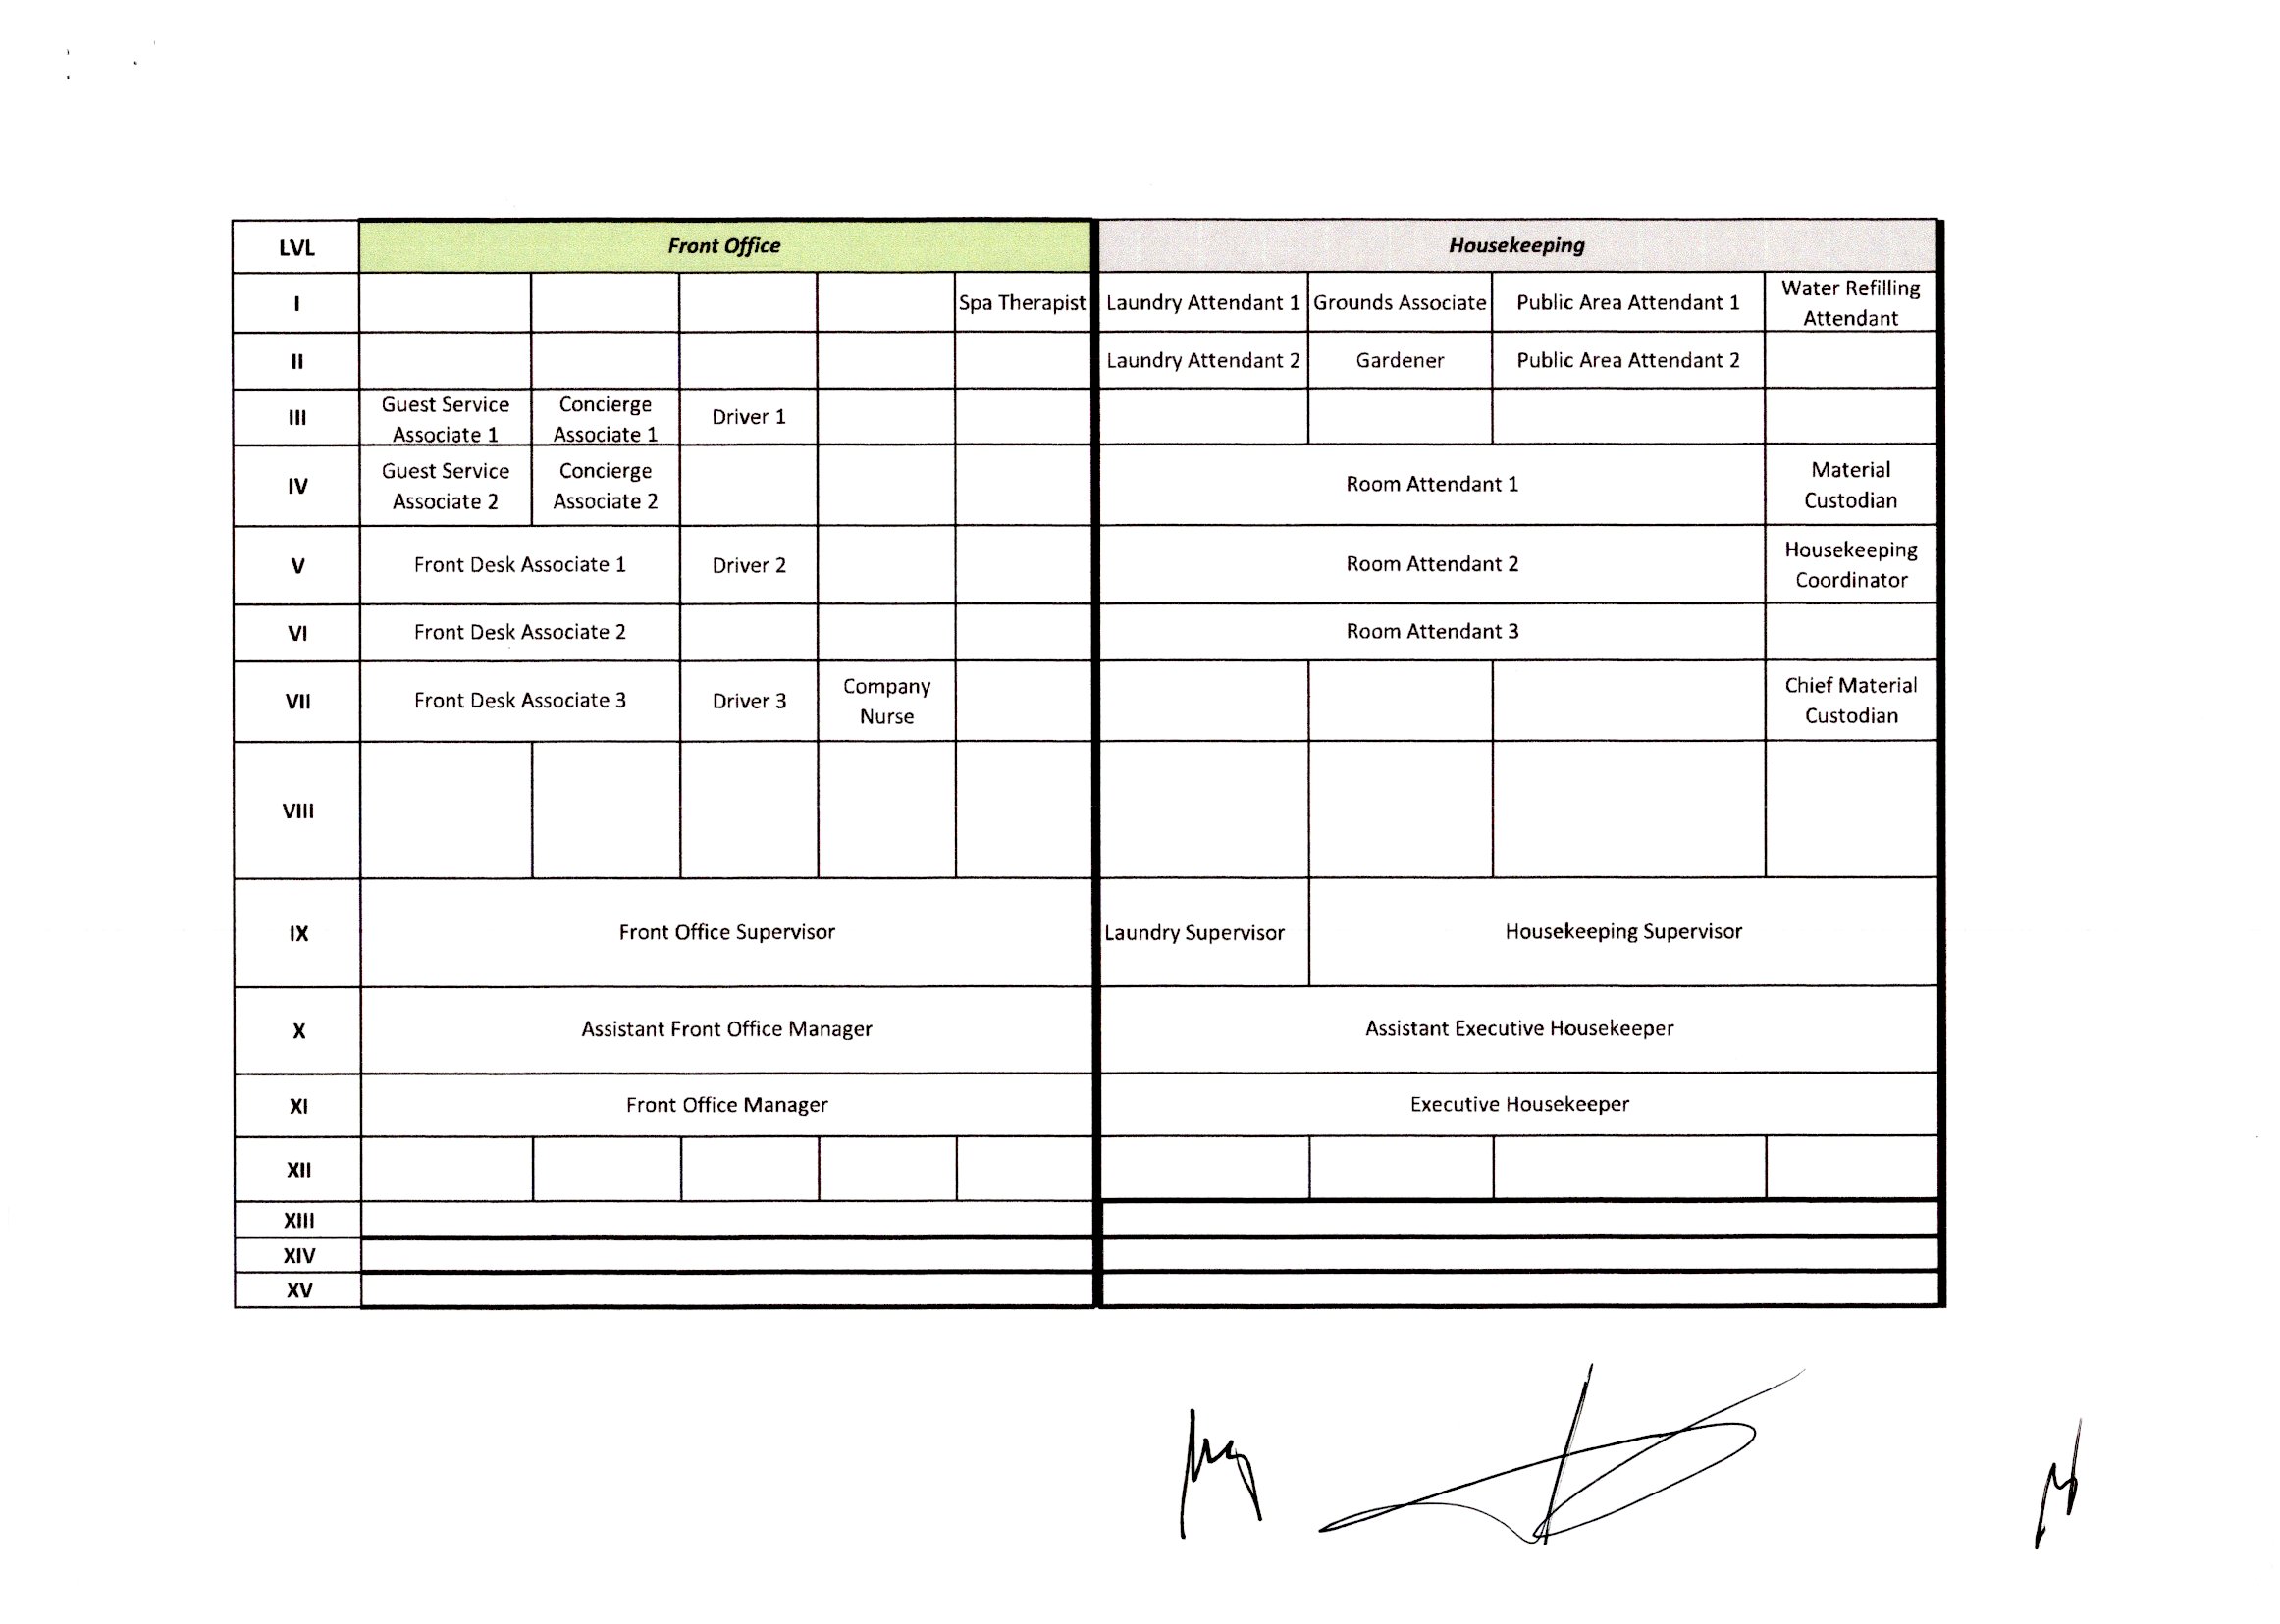 LVL
Front Office
Housekeeping
I
Spa Therapist
Laundry Attendant 1
Grounds Associate
Public Area Attendant 1
Water Refilling
Attendant
II
Laundry Attendant 2
Gardener
Public Area Attendant 2
III
Guest Service
Associate 1
Concierge
Associate 1
Driver 1
IV
Guest Service
Associate 2
Concierge
Associate 2
Room Attendant 1
Material
Custodian
V
Front Desk Associate 1
Driver 2
Room Attendant 2
Housekeeping
Coordinator
VI
Front Desk Associate 2
Room Attendant 3
VII
Front Desk Associate 3
Driver 3
Company
Nurse
Chief Material
Custodian
VIII
IX
Front Office Supervisor
Laundry Supervisor
Housekeeping Supervisor
X
Assistant Front Office Manager
Assistant Executive Housekeeper
XI
Front Office Manager
Executive Housekeeper
XII
XIII
XIV
XV